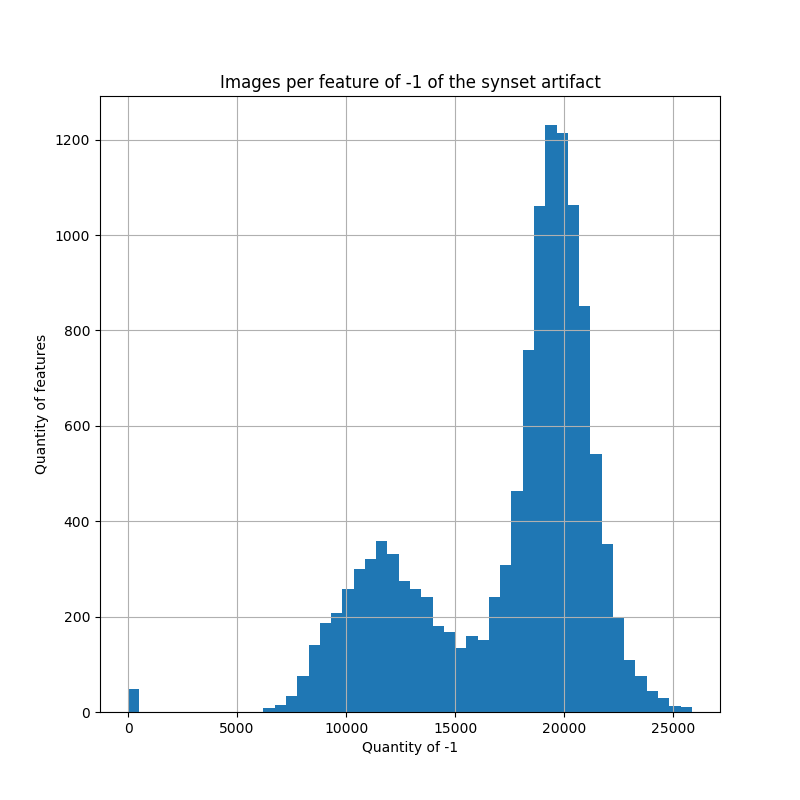 Images per feature of -1 of the synset artifact
1200
1000
800
600
400
200
0
Quantity of features
0 5000 10000 15000 20000 25000
Quantity of -1